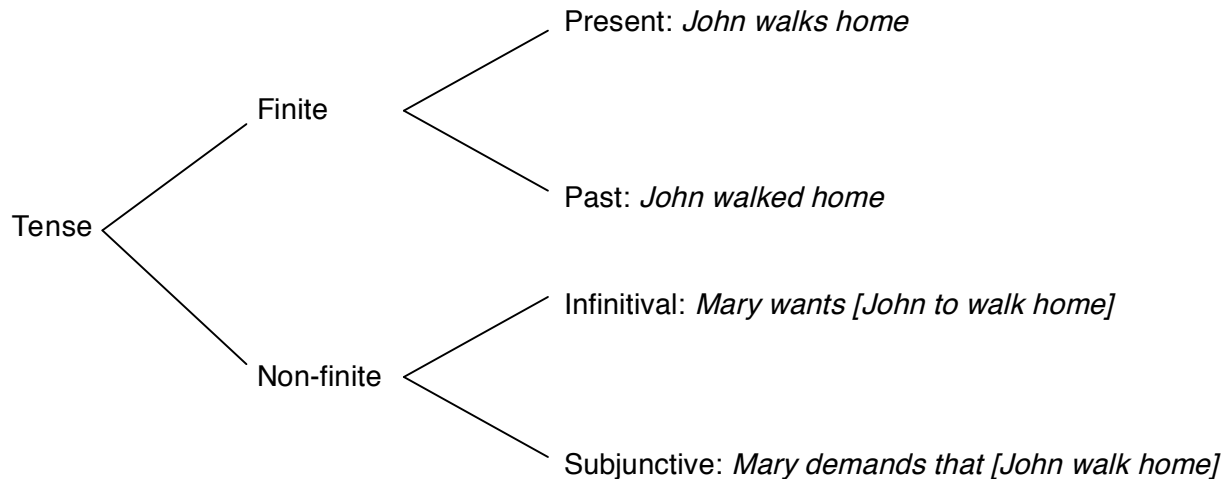 Present: John walks home
Finite
Past: John walked home
Tense
Infinitival: Mary wants [John to walk home]
Non-finite
Subjunctive: Mary demands that [John walk home]